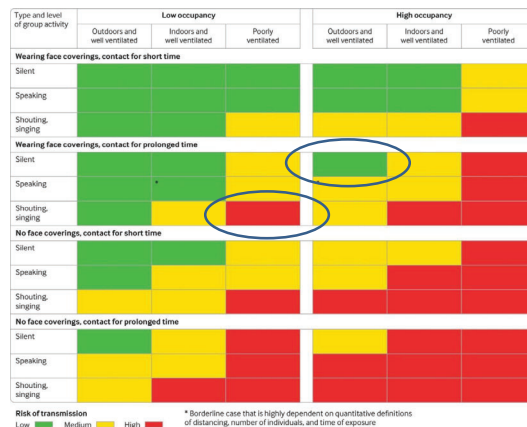 Type and level
of group activity
Low occupancy
High occupancy
Outdoors and
well ventilated
Indoors and
well ventilated
Poorly
ventilated
Outdoors and
well ventilated
Indoors and
well ventilated
Poorly
ventilated
Wearing face coverings, contact for short time
Silent
Speaking
Shouting,
singing
Wearing face coverings, contact for prolonged time
Silent
Speaking
*
*
Shouting,
singing
No face coverings, contact for short time
Silent
Speaking
Shouting,
singing
No face coverings, contact for prolonged time
Silent
Speaking
Shouting,
singing
Risk of transmission
Low Medium High
* Borderline case that is highly dependent on quantitative definitions
of distancing, number of individuals, and time of exposure